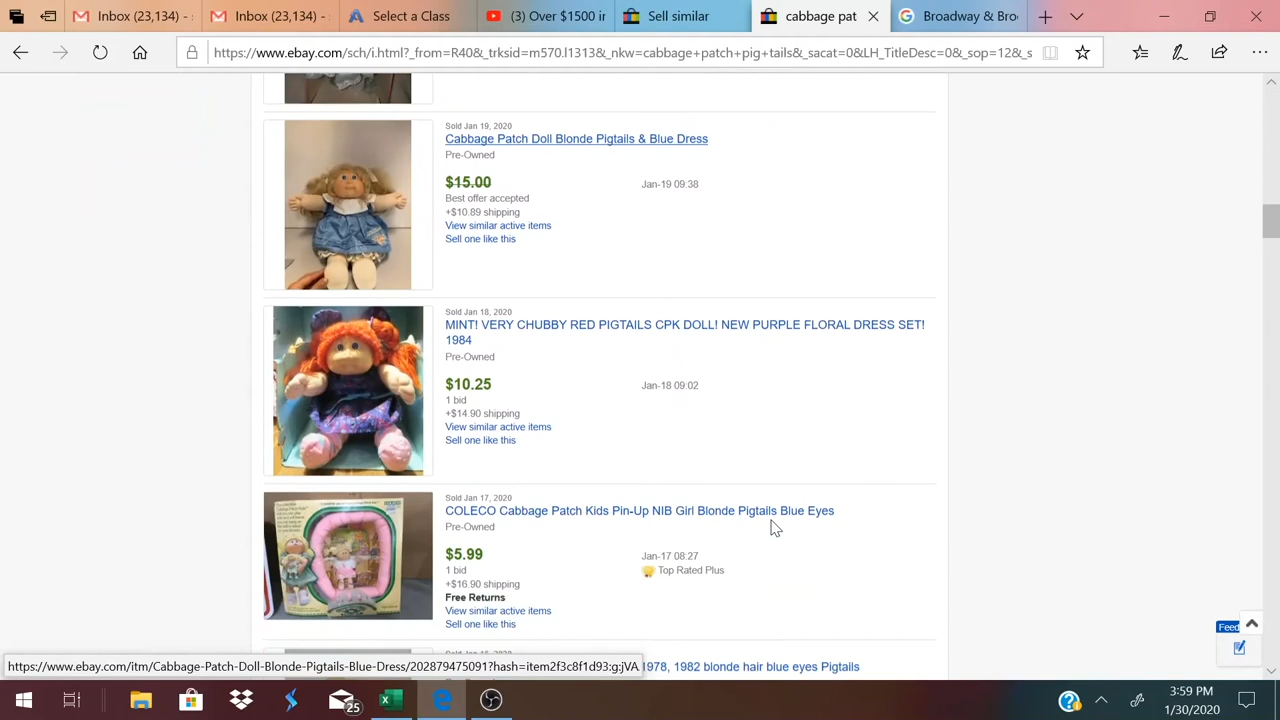 Inbox (23,134) -
Inbox (23,134) -
Select a Class
(3) Over $1500 in
Sell similar
cabbage pat
Broadway & Bro
https://www.ebay.com/sch/i.html?_from=R40&_trksid=m570.l1313&_nkw=cabbage+patch+pig+tails&_sacat=0&LH_TitleDesc=0&_sop=12&_s
Sold Jan 19, 2020
Cabbage Patch Doll Blonde Pigtails & Blue Dress
Pre-Owned
$15.00 Jan-19 09:38
Best offer accepted
+$10.89 shipping
View similar active items
Sell one like this
Sold Jan 18, 2020
MINT! VERY CHUBBY RED PIGTAILS CPK DOLL! NEW PURPLE FLORAL DRESS SET!
1984
Pre-Owned
$10.25 Jan-18 09:02
1 bid
+$14.90 shipping
View similar active items
Sell one like this
Sold Jan 17, 2020
COLECO Cabbage Patch Kids Pin-Up NIB Girl Blonde Pigtails Blue Eyes
Pre-Owned
$5.99 Jan-17 08:27
1 bid Top Rated Plus
+$16.90 shipping
Free Returns
View similar active items
Sell one like this
Feed
1978, 1982 blonde hair blue eyes Pigtails
https://www.ebay.com/itm/Cabbage-Patch-Doll-Blonde-Pigtails-Blue-Dress/202879475091?hash=item2f3c8f1d93:g:jVA
25
3:59 PM
1/30/2020